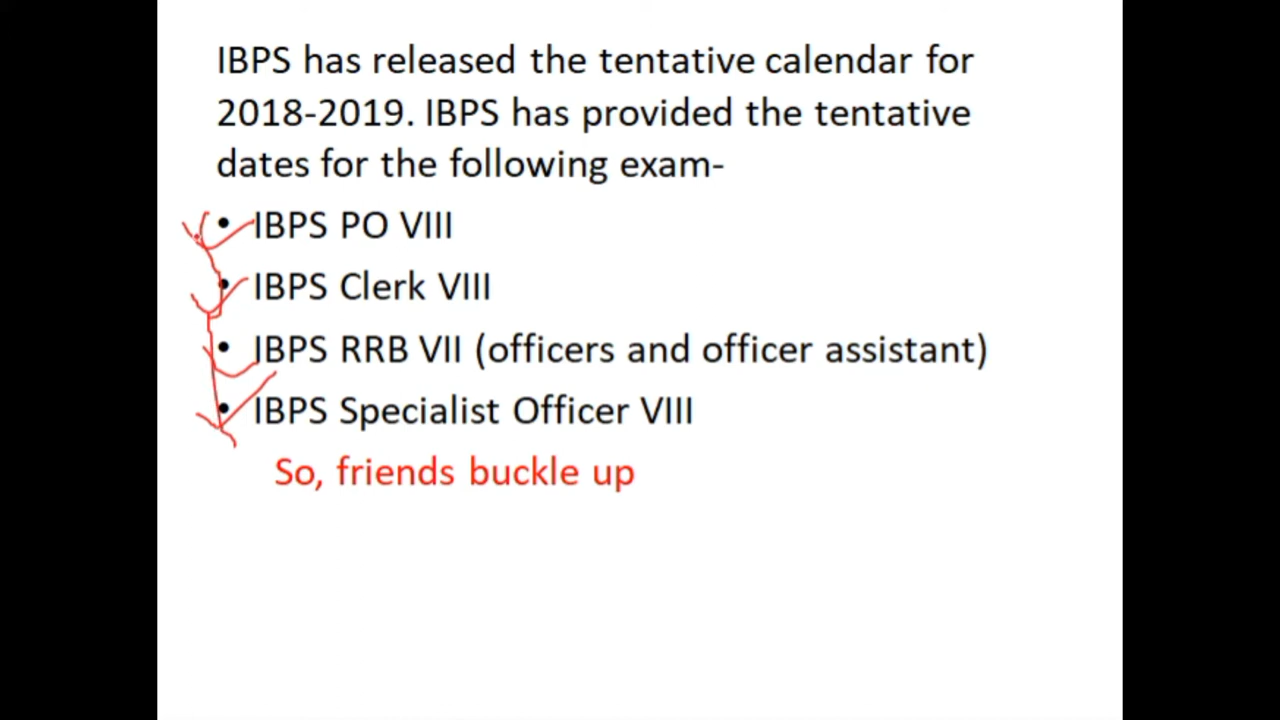 IBPS has released the tentative calendar for
2018-2019. IBPS has provided the tentative
dates for the following exam-
• IBPS PO VIII
• IBPS Clerk VIII
• IBPS RRB VII (officers and officer assistant)
• IBPS Specialist Officer VIII
So, friends buckle up